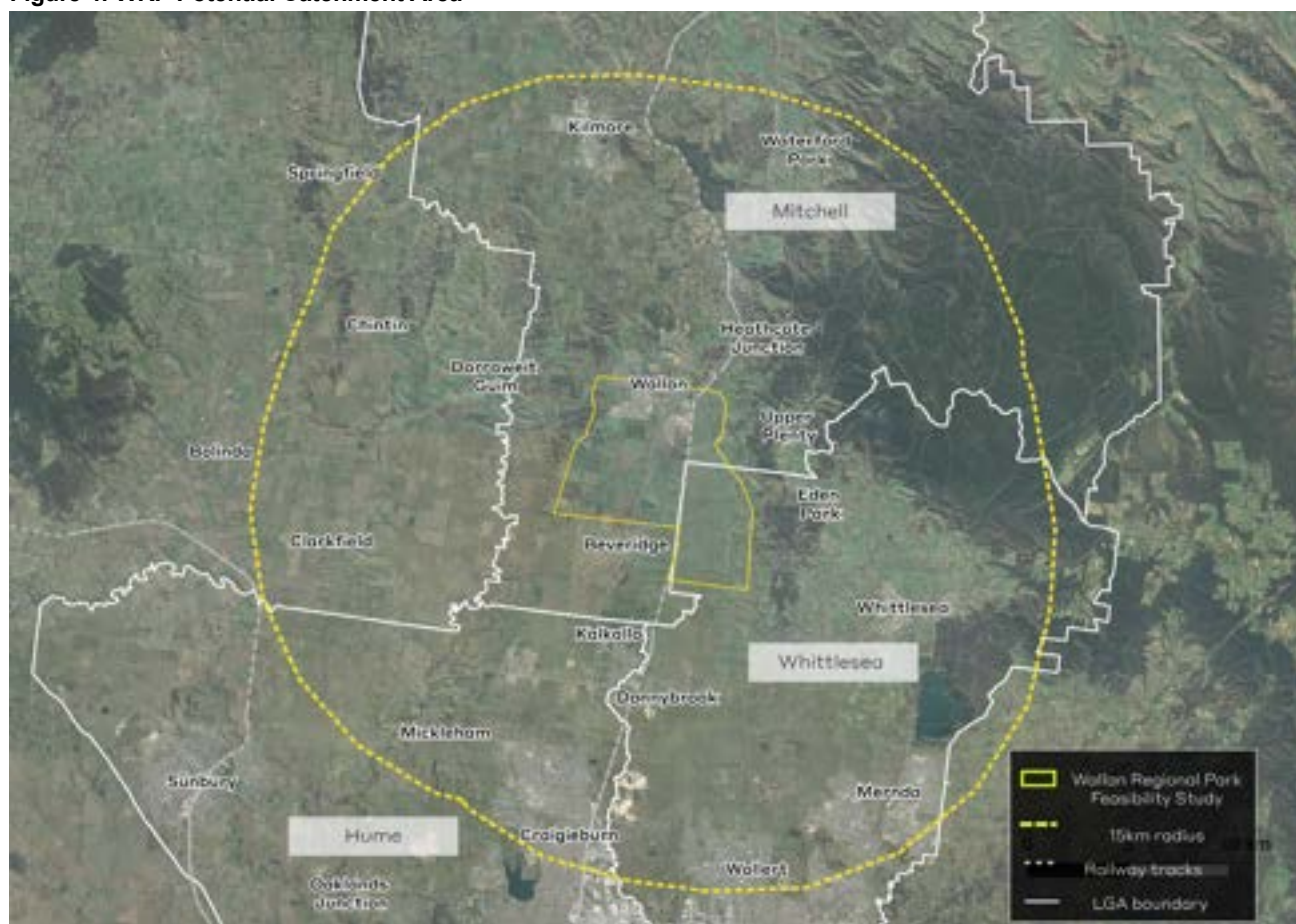 Figure WRP Potential Catchment Area
Kilmore
Waterford
Park
Springfield
Mitchell
Chintin
Heathcote
Junction
Darraweit
Guim
Wallan
Upper
Plenty
Bolinda
Eden
Park
Clarkfield
Beveridge
Whittlesea
Kalkallo
Whittlesea
Donnybrook
Mickleham
Sunbury
Mernda
Hume
Craigieburn
Wollert
Oaklands
Junction
Wallan Regional Park
Feasibility Study
15km radius
Railway tracks
LGA boundary